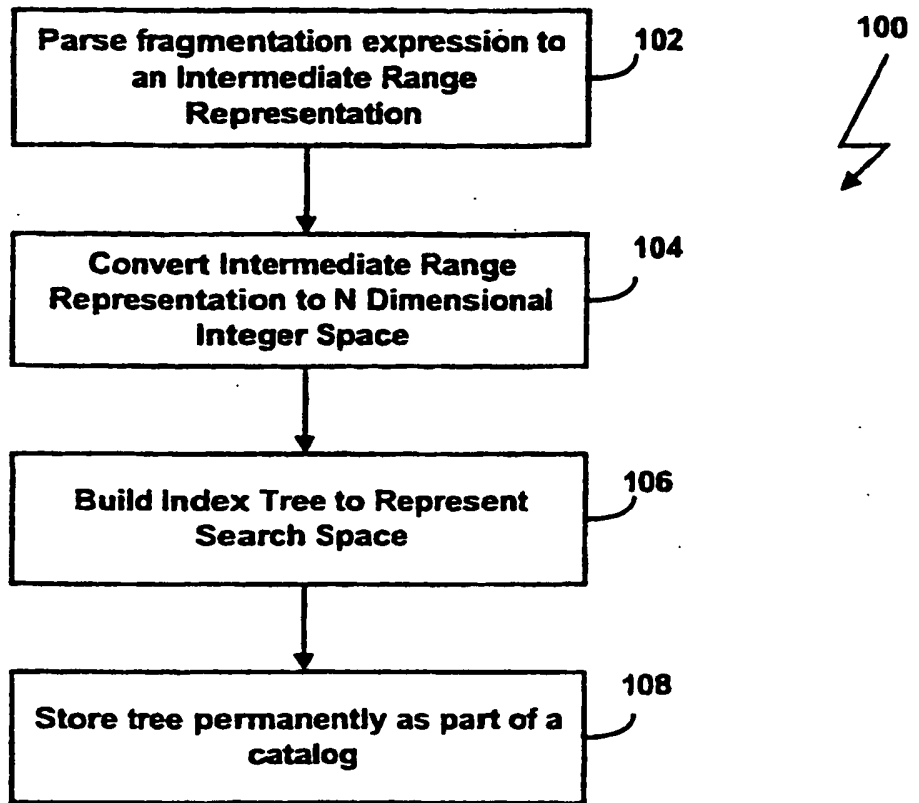 Parse fragmentation expression to
an Intermediate Range
Representation
102
100
Convert Intermediate Range
Representation to N Dimensional
Integer Space
104
Build Index Tree to Represent
Search Space
106
Store tree permanently as part of a
catalog
108